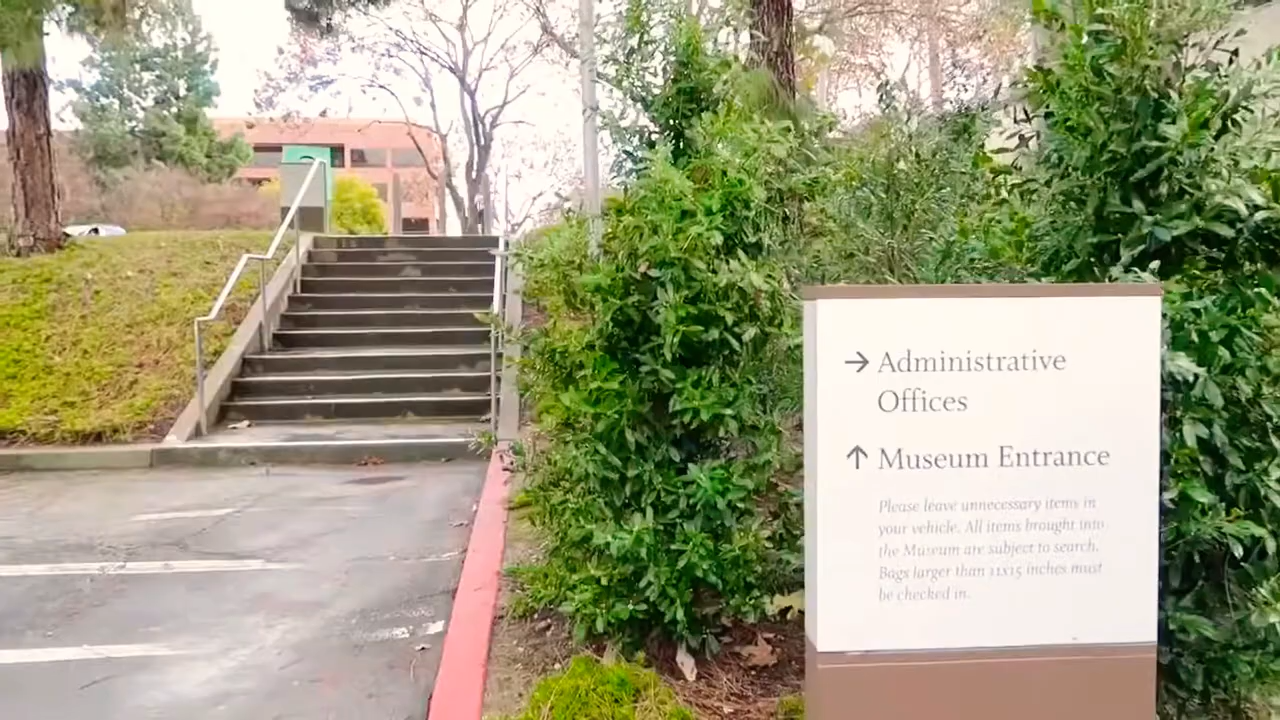 → Administrative
Offices
↑ Museum Entrance
Please leave unnecessary items in
your vehicle. All items brought into
the Museum are subject to search.
Bags larger than 11x15 inches must
be checked in.